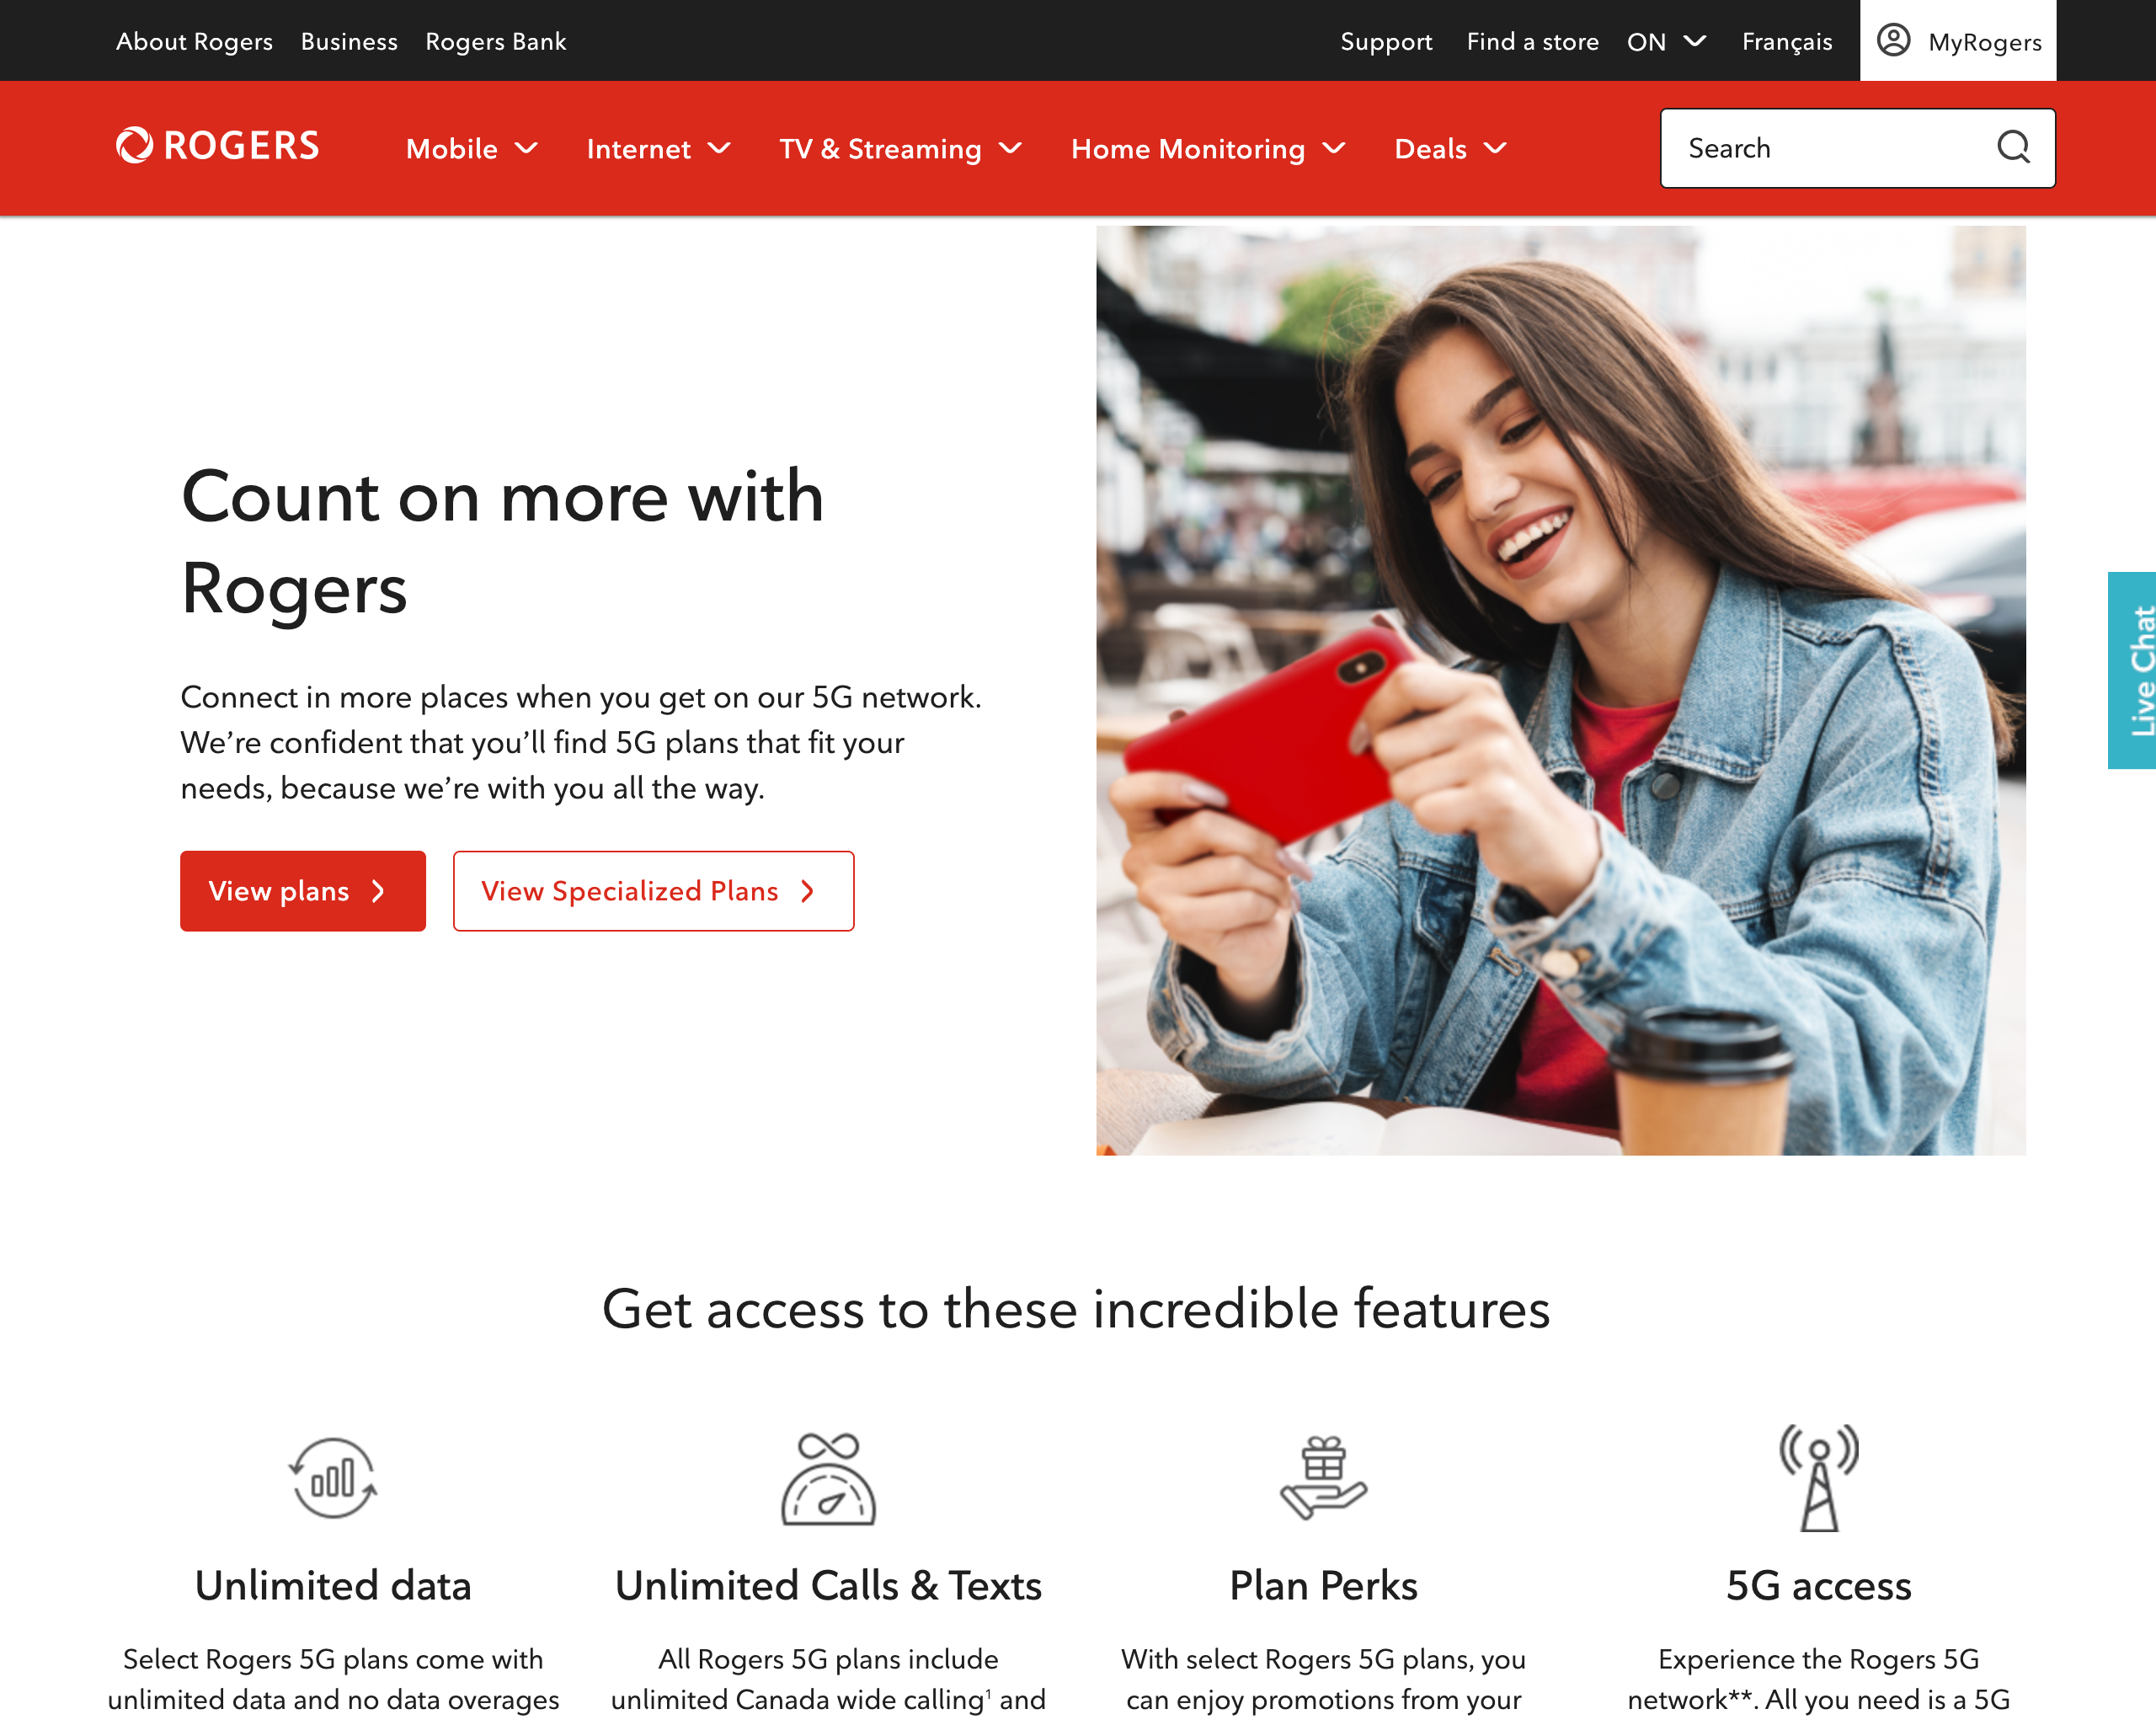 About Rogers Business Rogers Bank Support Find a store ON Français MyRogers
ROGERS Mobile Internet TV & Streaming Home Monitoring Deals Search
Count on more with
Rogers
Connect in more places when you get on our 5G network.
We’re confident that you’ll find 5G plans that fit your
needs, because we’re with you all the way.
View plans View Specialized Plans
Live Chat
Get access to these incredible features
Unlimited data
Select Rogers 5G plans come with
unlimited data and no data overages
Unlimited Calls & Texts
All Rogers 5G plans include
unlimited Canada wide calling¹ and
Plan Perks
With select Rogers 5G plans, you
can enjoy promotions from your
5G access
Experience the Rogers 5G
network**. All you need is a 5G